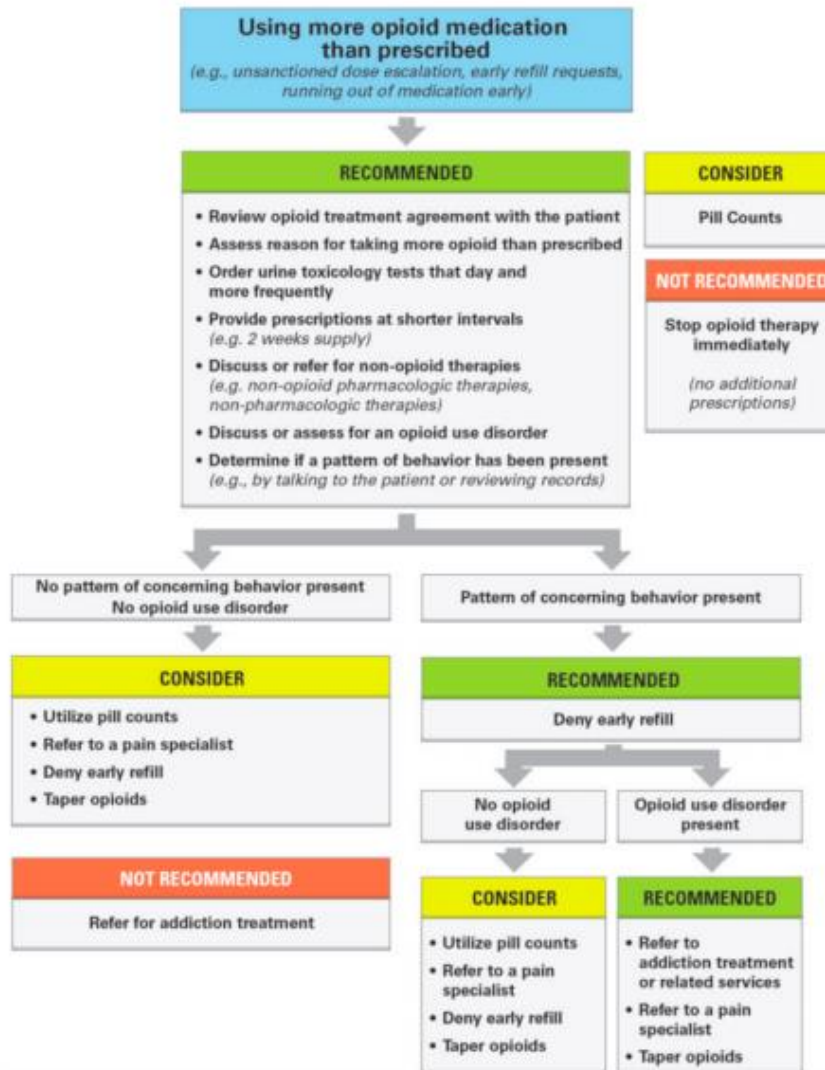 Using more opioid medication
than prescribed
(e.g., unsanctioned dose escalation, early refill requests,
running out of medication early)
RECOMMENDED
• Review opioid treatment agreement with the patient
• Assess reason for taking more opioid than prescribed
• Order urine toxicology tests that day and
more frequently
• Provide prescriptions at shorter intervals
(e.g. 2 weeks supply)
• Discuss or refer for non-opioid therapies
(e.g. non-opioid pharmacologic therapies,
non-pharmacologic therapies)
• Discuss or assess for an opioid use disorder
• Determine if a pattern of behavior has been present
(e.g., by talking to the patient or reviewing records)
CONSIDER
Pill Counts
NOT RECOMMENDED
Stop opioid therapy
immediately
(no additional
prescriptions)
No pattern of concerning behavior present
No opioid use disorder
CONSIDER
• Utilize pill counts
• Refer to a pain specialist
• Deny early refill
• Taper opioids
NOT RECOMMENDED
Refer for addiction treatment
Pattern of concerning behavior present
RECOMMENDED
Deny early refill
No opioid
use disorder
CONSIDER
• Utilize pill counts
• Refer to a pain
specialist
• Deny early refill
• Taper opioids
Opioid use disorder
present
RECOMMENDED
• Refer to
addiction treatment
or related services
• Refer to a pain
specialist
• Taper opioids